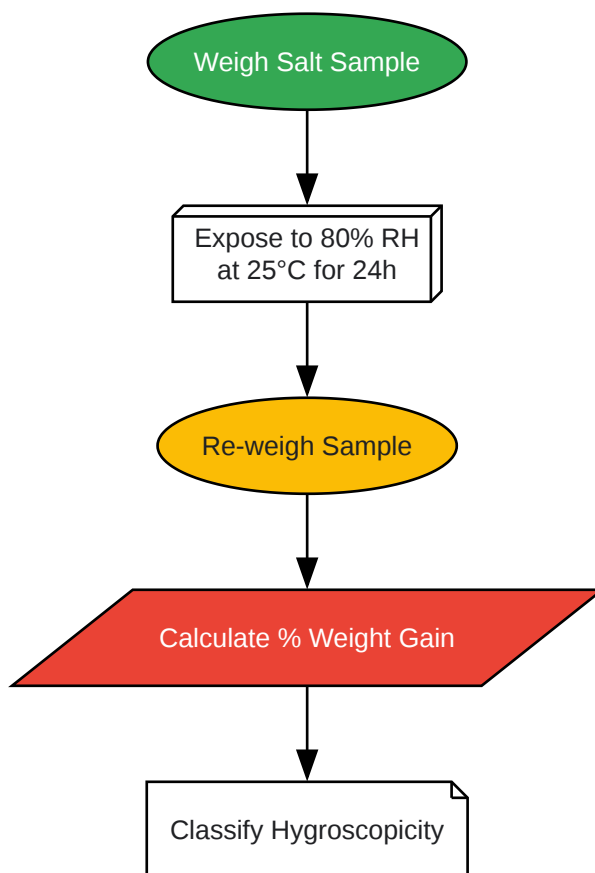 Weigh Salt Sample
Expose to 80% RH
at 25°C for 24h
Re-weigh Sample
Calculate % Weight Gain
Classify Hygroscopicity